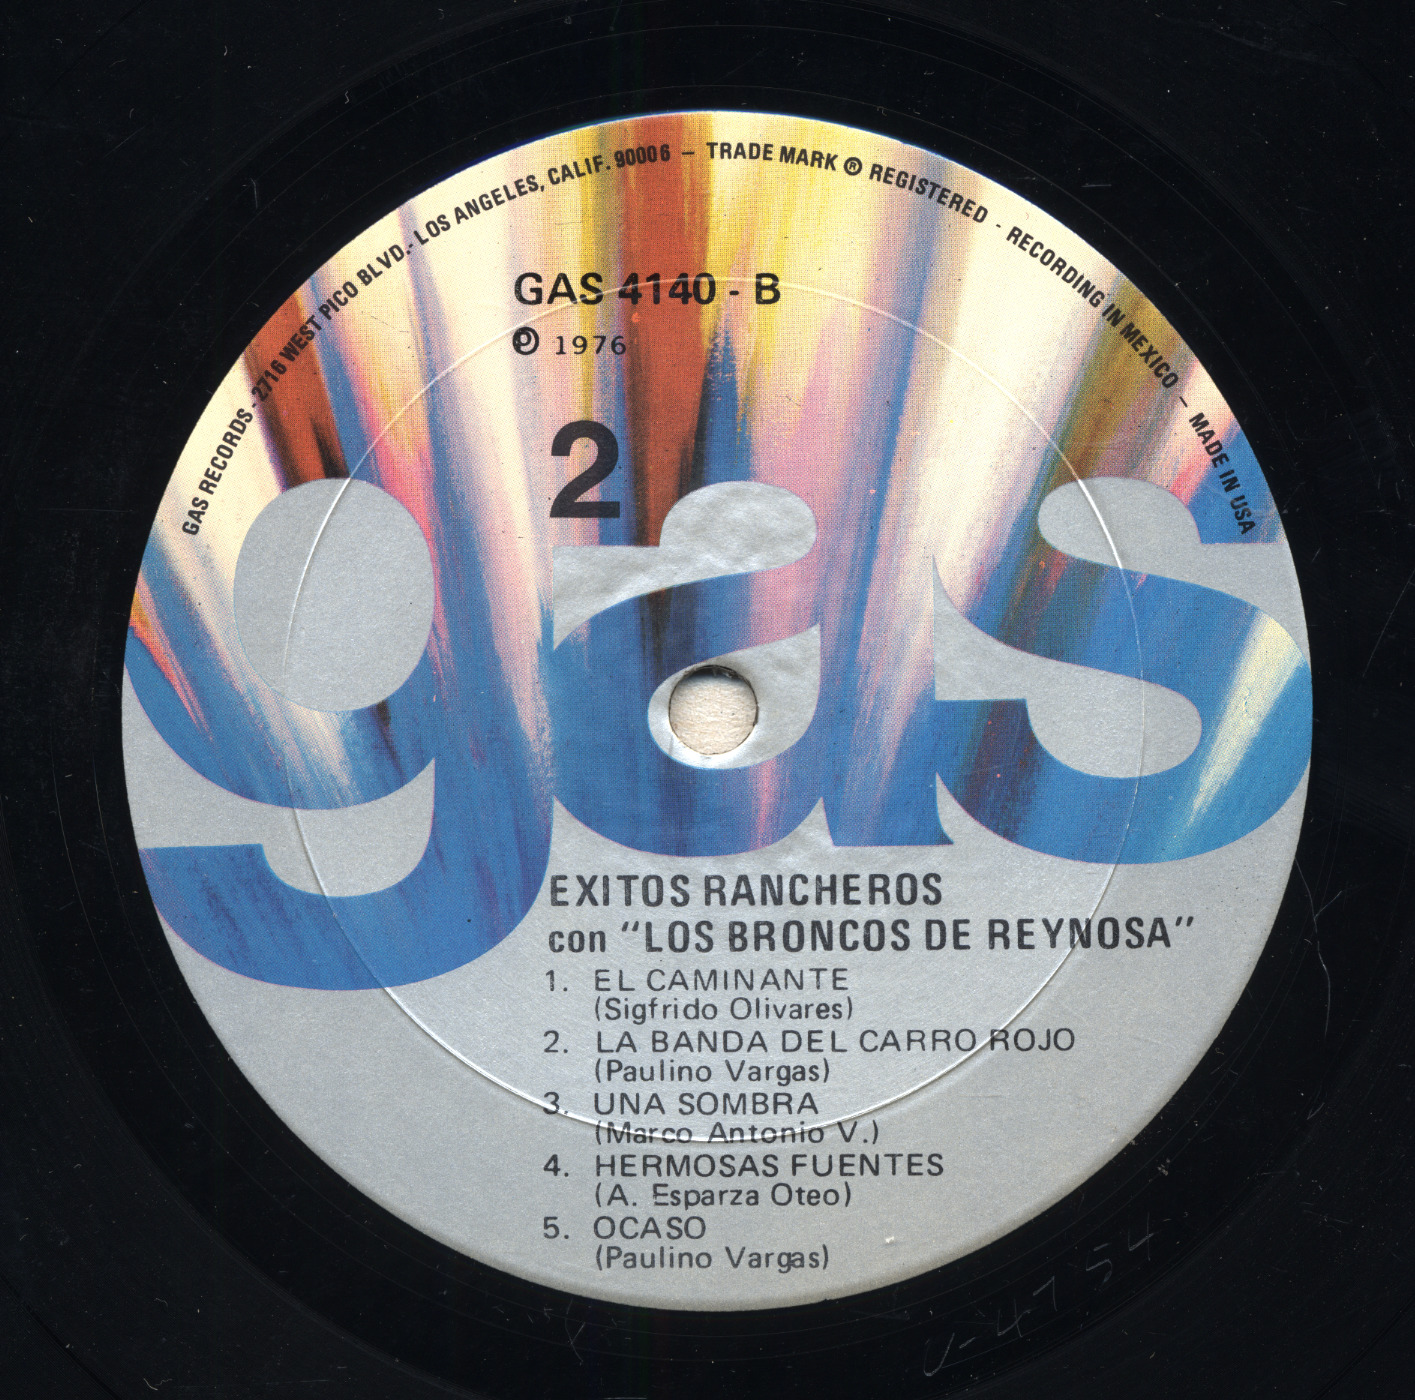 GAS RECORDS - 2716 WEST PICO BLVD. - LOS ANGELES, CALIF. 90006 – TRADE MARK ® REGISTERED - RECORDING IN MEXICO – MADE IN USA
GAS 4140 - B
℗ 1976
2
gas
EXITOS RANCHEROS
con "LOS BRONCOS DE REYNOSA"
1. EL CAMINANTE
(Sigfrido Olivares)
2. LA BANDA DEL CARRO ROJO
(Paulino Vargas)
3. UNA SOMBRA
(Marco Antonio V.)
4. HERMOSAS FUENTES
(A. Esparza Oteo)
5. OCASO
(Paulino Vargas)